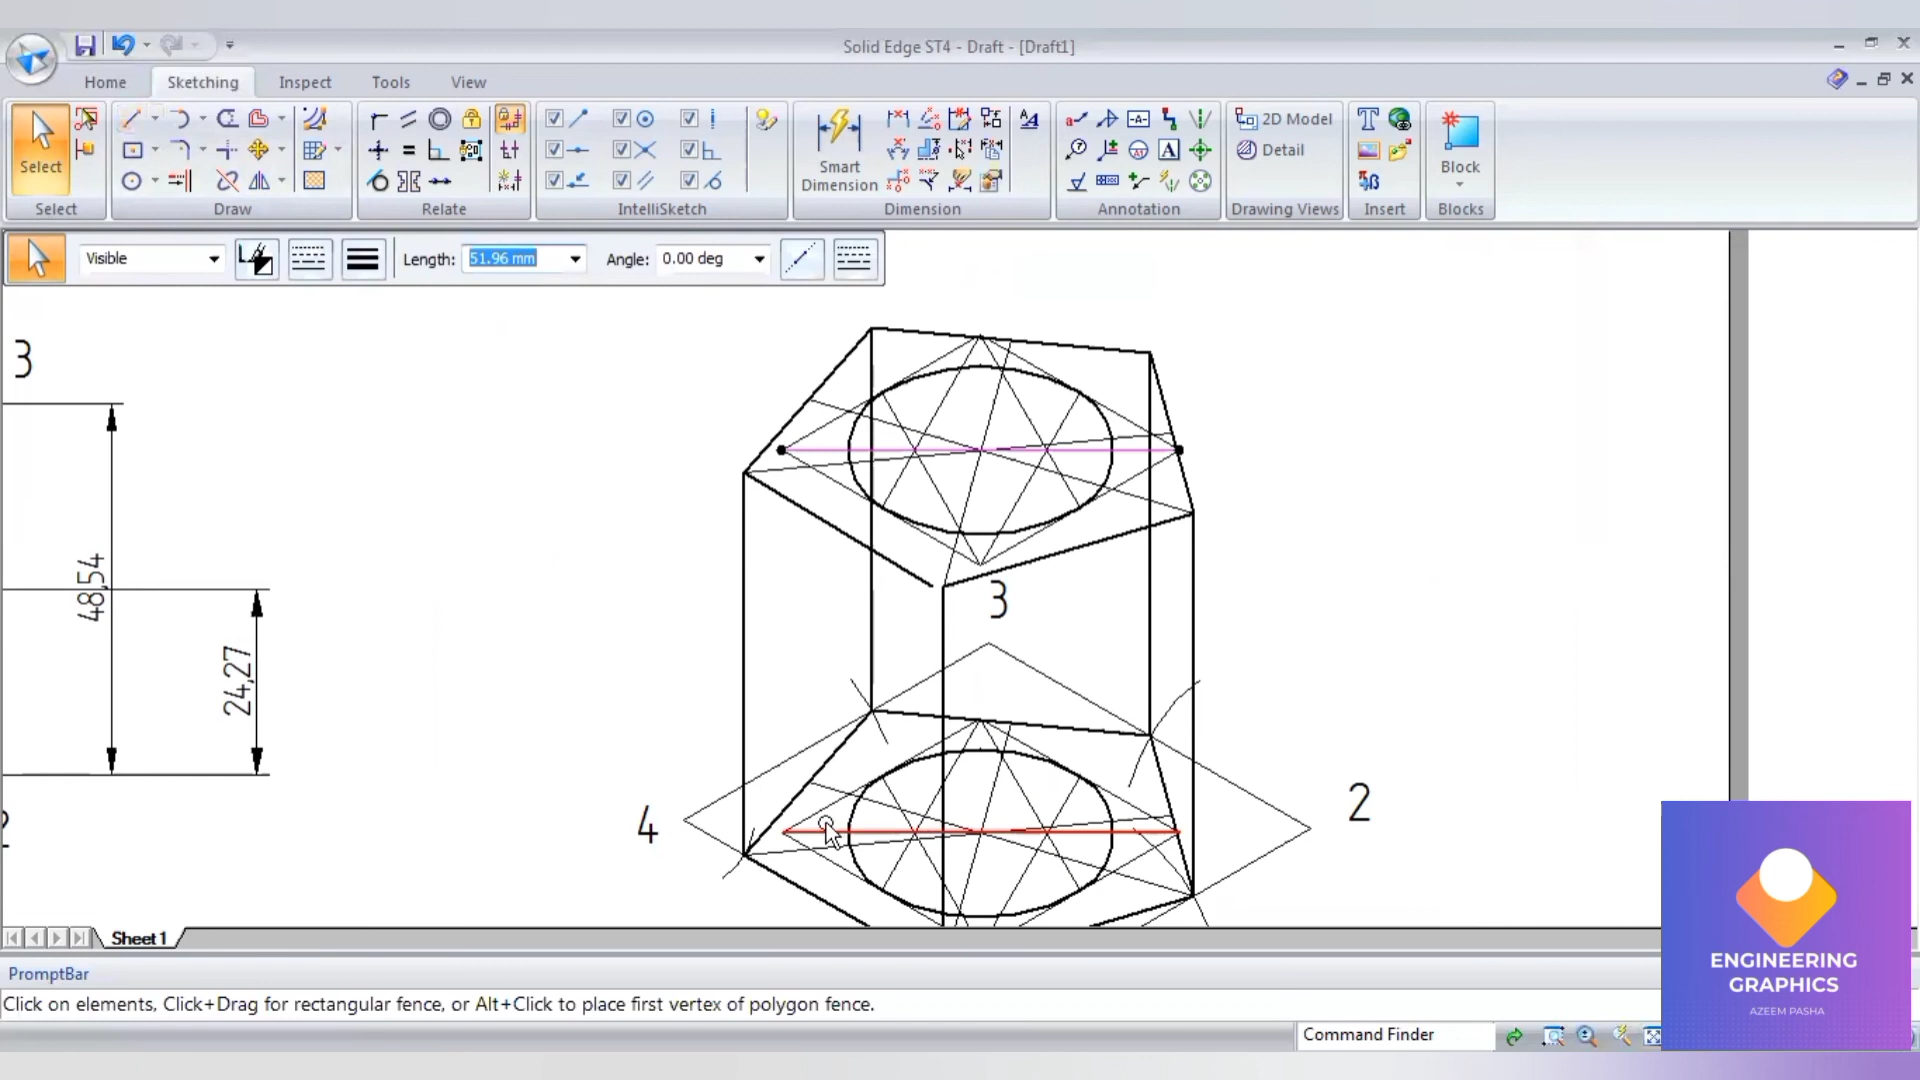 Solid Edge ST4 - Draft - [Draft1]
Home Sketching Inspect Tools View
2D Model
Detail
Select
Smart
Dimension
Block
Select Draw Relate IntelliSketch Dimension Annotation Drawing Views Insert Blocks
Visible Length: 51.96 mm Angle: 0.00 deg
3
48,54
24,27
3
4
2
Sheet1
PromptBar
Click on elements, Click+Drag for rectangular fence, or Alt+Click to place first vertex of polygon fence.
Command Finder
ENGINEERING
GRAPHICS
AZEEM PASHA